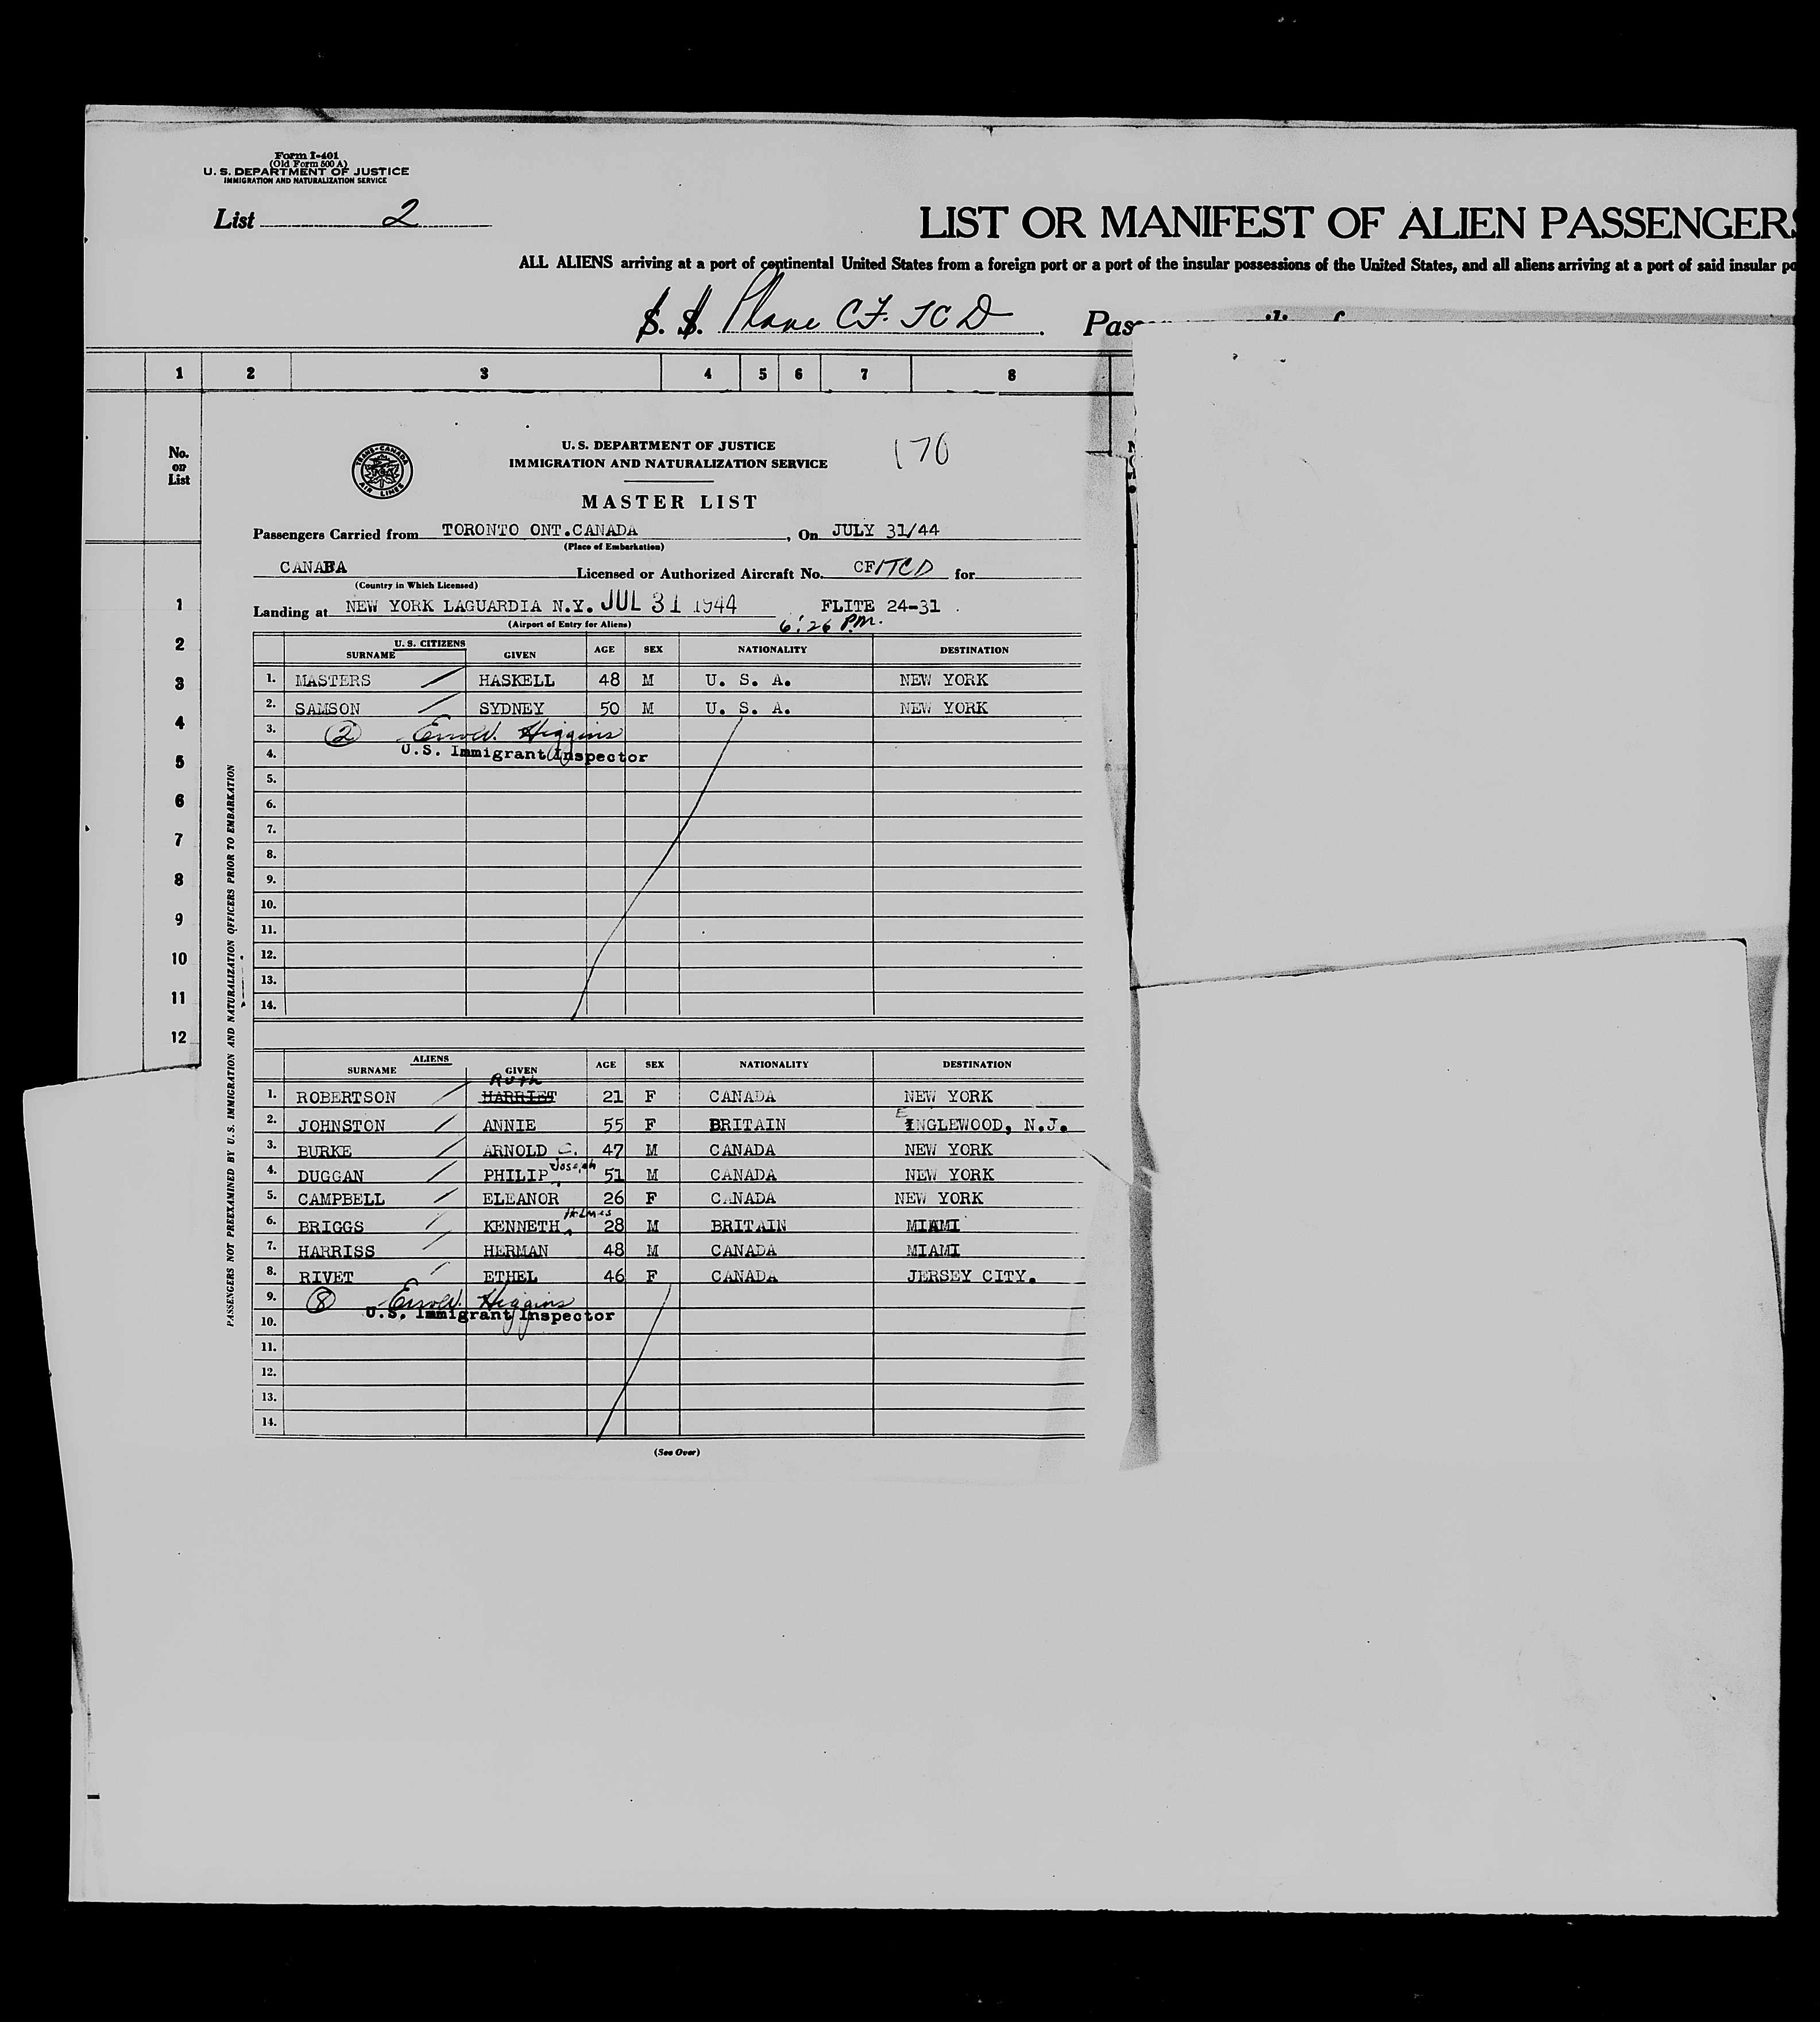 Form I-401
(Old Form 500 A)
U. S. DEPARTMENT OF JUSTICE
IMMIGRATION AND NATURALIZATION SERVICE
List 2
LIST OR MANIFEST OF ALIEN PASSENGERS
ALL ALIENS arriving at a port of continental United States from a foreign port or a port of the insular possessions of the United States, and all aliens arriving at a port of said insular po
S. S. Plane CF. TCD Pas
1 2 3 4 5 6 7 8
No. on List
1
2
3
4
5
6
7
8
9
10
11
12
TRANS-CANADA AIR LINES
U. S. DEPARTMENT OF JUSTICE
IMMIGRATION AND NATURALIZATION SERVICE
170
MASTER LIST
Passengers Carried from TORONTO ONT.CANADA, On JULY 31/44
(Place of Embarkation)
CANADA Licensed or Authorized Aircraft No. CF/TCD for
(Country in Which Licensed)
Landing at NEW YORK LAGUARDIA N.Y. JUL 31 1944 FLITE 24-31
(Airport of Entry for Aliens) 6:26 P.M.
PASSENGERS NOT PREEXAMINED BY U.S. IMMIGRATION AND NATURALIZATION OFFICERS PRIOR TO EMBARKATION
U. S. CITIZENS
SURNAME GIVEN AGE SEX NATIONALITY DESTINATION
1. MASTERS HASKELL 48 M U. S. A. NEW YORK
2. SAMSON SYDNEY 50 M U. S. A. NEW YORK
3. 2 Higgins
4. U.S. Immigrant Inspector
5.
6.
7.
8.
9.
10.
11.
12.
13.
14.
ALIENS
SURNAME GIVEN AGE SEX NATIONALITY DESTINATION
Ruth
1. ROBERTSON HARRIET 21 F CANADA NEW YORK
2. JOHNSTON ANNIE 55 F BRITAIN ENGLEWOOD, N.J.
3. BURKE ARNOLD C. 47 M CANADA NEW YORK
4. DUGGAN PHILIP Joseph 51 M CANADA NEW YORK
5. CAMPBELL ELEANOR 26 F CANADA NEW YORK
6. BRIGGS KENNETH Holmes 28 M BRITAIN MIAMI
7. HARRISS HERMAN 48 M CANADA MIAMI
8. RIVET ETHEL 46 F CANADA JERSEY CITY.
9. 8 Higgins
10. U.S. Immigrant Inspector
11.
12.
13.
14.
(See Over)